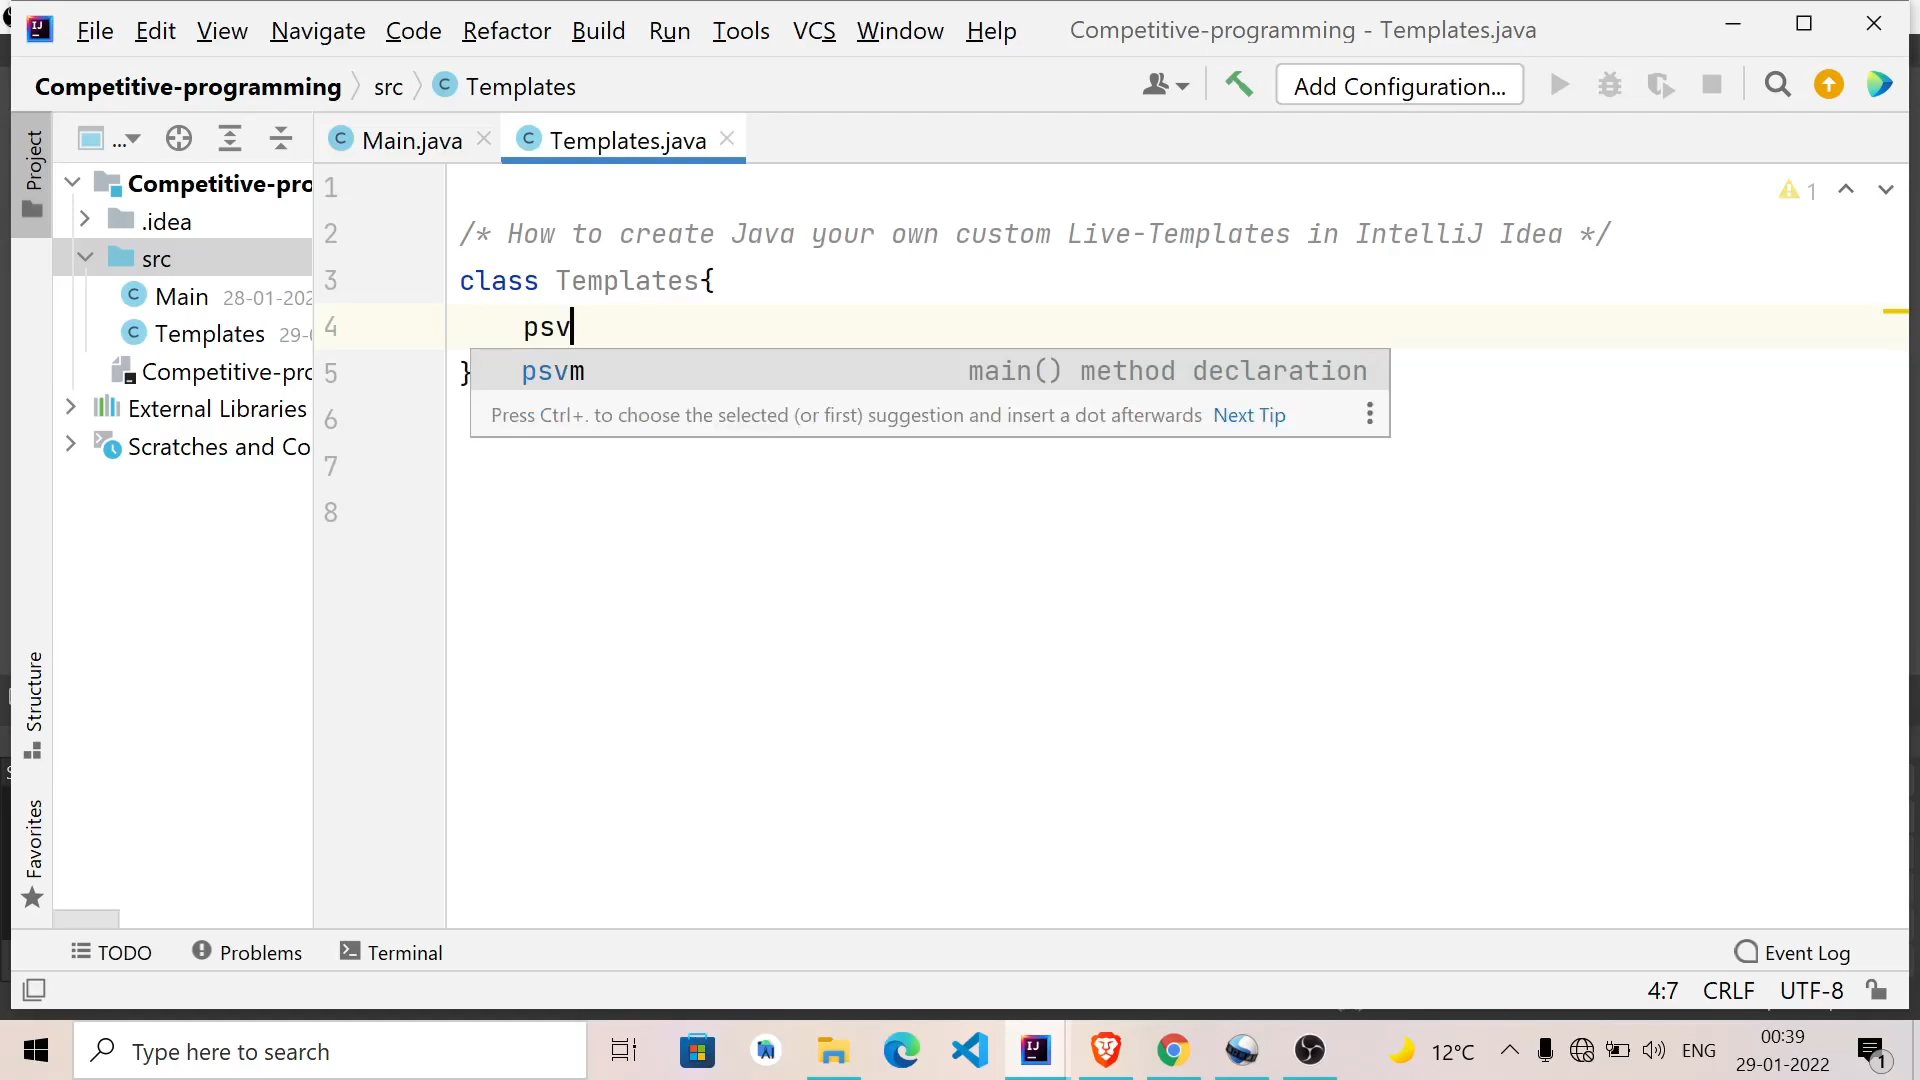 File Edit View Navigate Code Refactor Build Run Tools VCS Window Help Competitive-programming - Templates.java
Competitive-programming src C Templates Add Configuration...
Project
... C Main.java C Templates.java
Competitive-pro
.idea
src
C Main 28-01-202
C Templates 29-
Competitive-pro
External Libraries
Scratches and Co
1
2 /* How to create Java your own custom Live-Templates in IntelliJ Idea */
3 class Templates{
4 psv
5 }
6
7
8
1
psvm main() method declaration
Press Ctrl+. to choose the selected (or first) suggestion and insert a dot afterwards Next Tip
Structure
Favorites
TODO Problems Terminal Event Log
4:7 CRLF UTF-8
Type here to search IJ 12°C ENG 00:39
29-01-2022 1